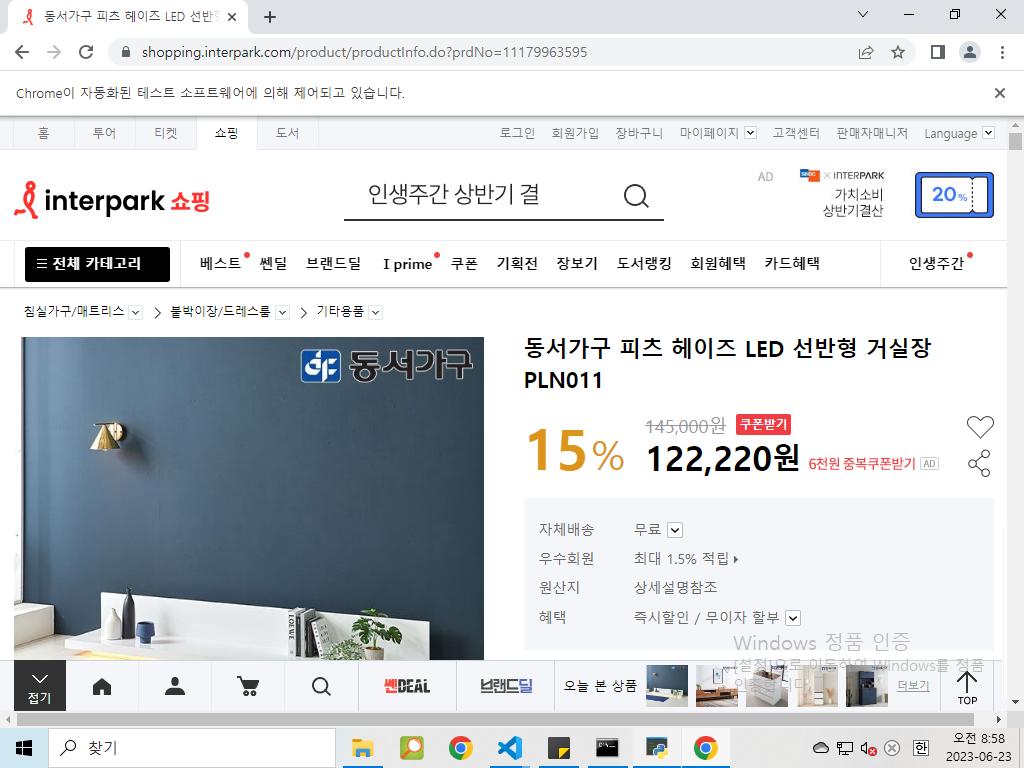 동서가구 피츠 헤이즈 LED 선반형
shopping.interpark.com/product/productInfo.do?prdNo=11179963595
Chrome이 자동화된 테스트 소프트웨어에 의해 제어되고 있습니다.
홈 투어 티켓 쇼핑 도서 로그인 회원가입 장바구니 마이페이지 고객센터 판매자매니저 Language
interpark 쇼핑
인생주간 상반기 결
AD
× INTERPARK
가치소비
상반기결산
20%
전체 카테고리 베스트 쎈딜 브랜드딜 I prime 쿠폰 기획전 장보기 도서랭킹 회원혜택 카드혜택 인생주간
침실가구/매트리스 > 붙박이장/드레스룸 > 기타용품
동서가구
동서가구 피츠 헤이즈 LED 선반형 거실장
PLN011
15%
145,000원 쿠폰받기
122,220원 6천원 중복쿠폰받기 AD
자체배송 무료
우수회원 최대 1.5% 적립
원산지 상세설명참조
혜택 즉시할인 / 무이자 할부
Windows 정품 인증
[설정]으로 이동하여 Windows를 정품
접기
쎈DEAL
브랜드딜
오늘 본 상품
더보기
TOP
찾기
한
오전 8:58
2023-06-23